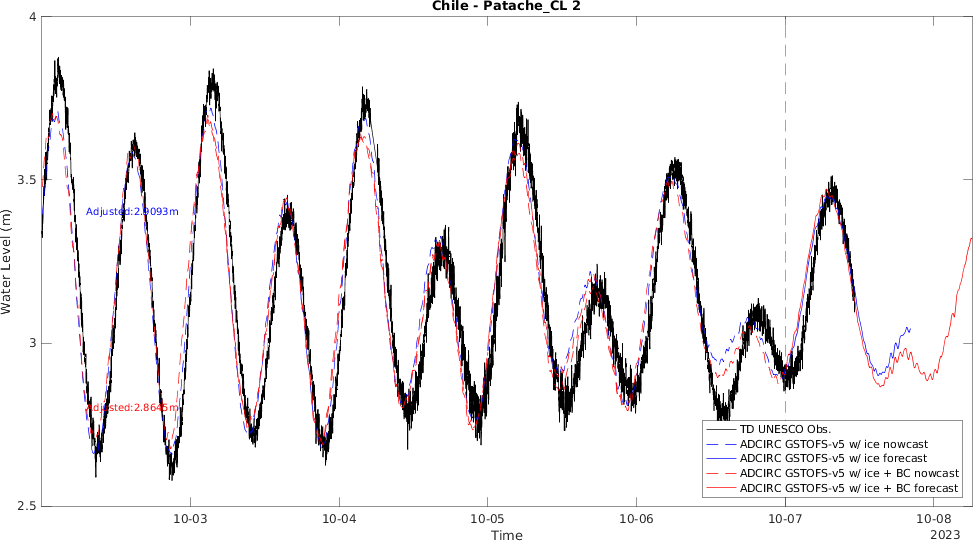 Chile - Patache_CL 2
4
3.5
3
2.5
Water Level (m)
Adjusted:2.9093m
Adjusted:2.8645m
TD UNESCO Obs.
ADCIRC GSTOFS-v5 w/ ice nowcast
ADCIRC GSTOFS-v5 w/ ice forecast
ADCIRC GSTOFS-v5 w/ ice + BC nowcast
ADCIRC GSTOFS-v5 w/ ice + BC forecast
10-03
10-04
10-05
10-06
10-07
10-08
Time
2023